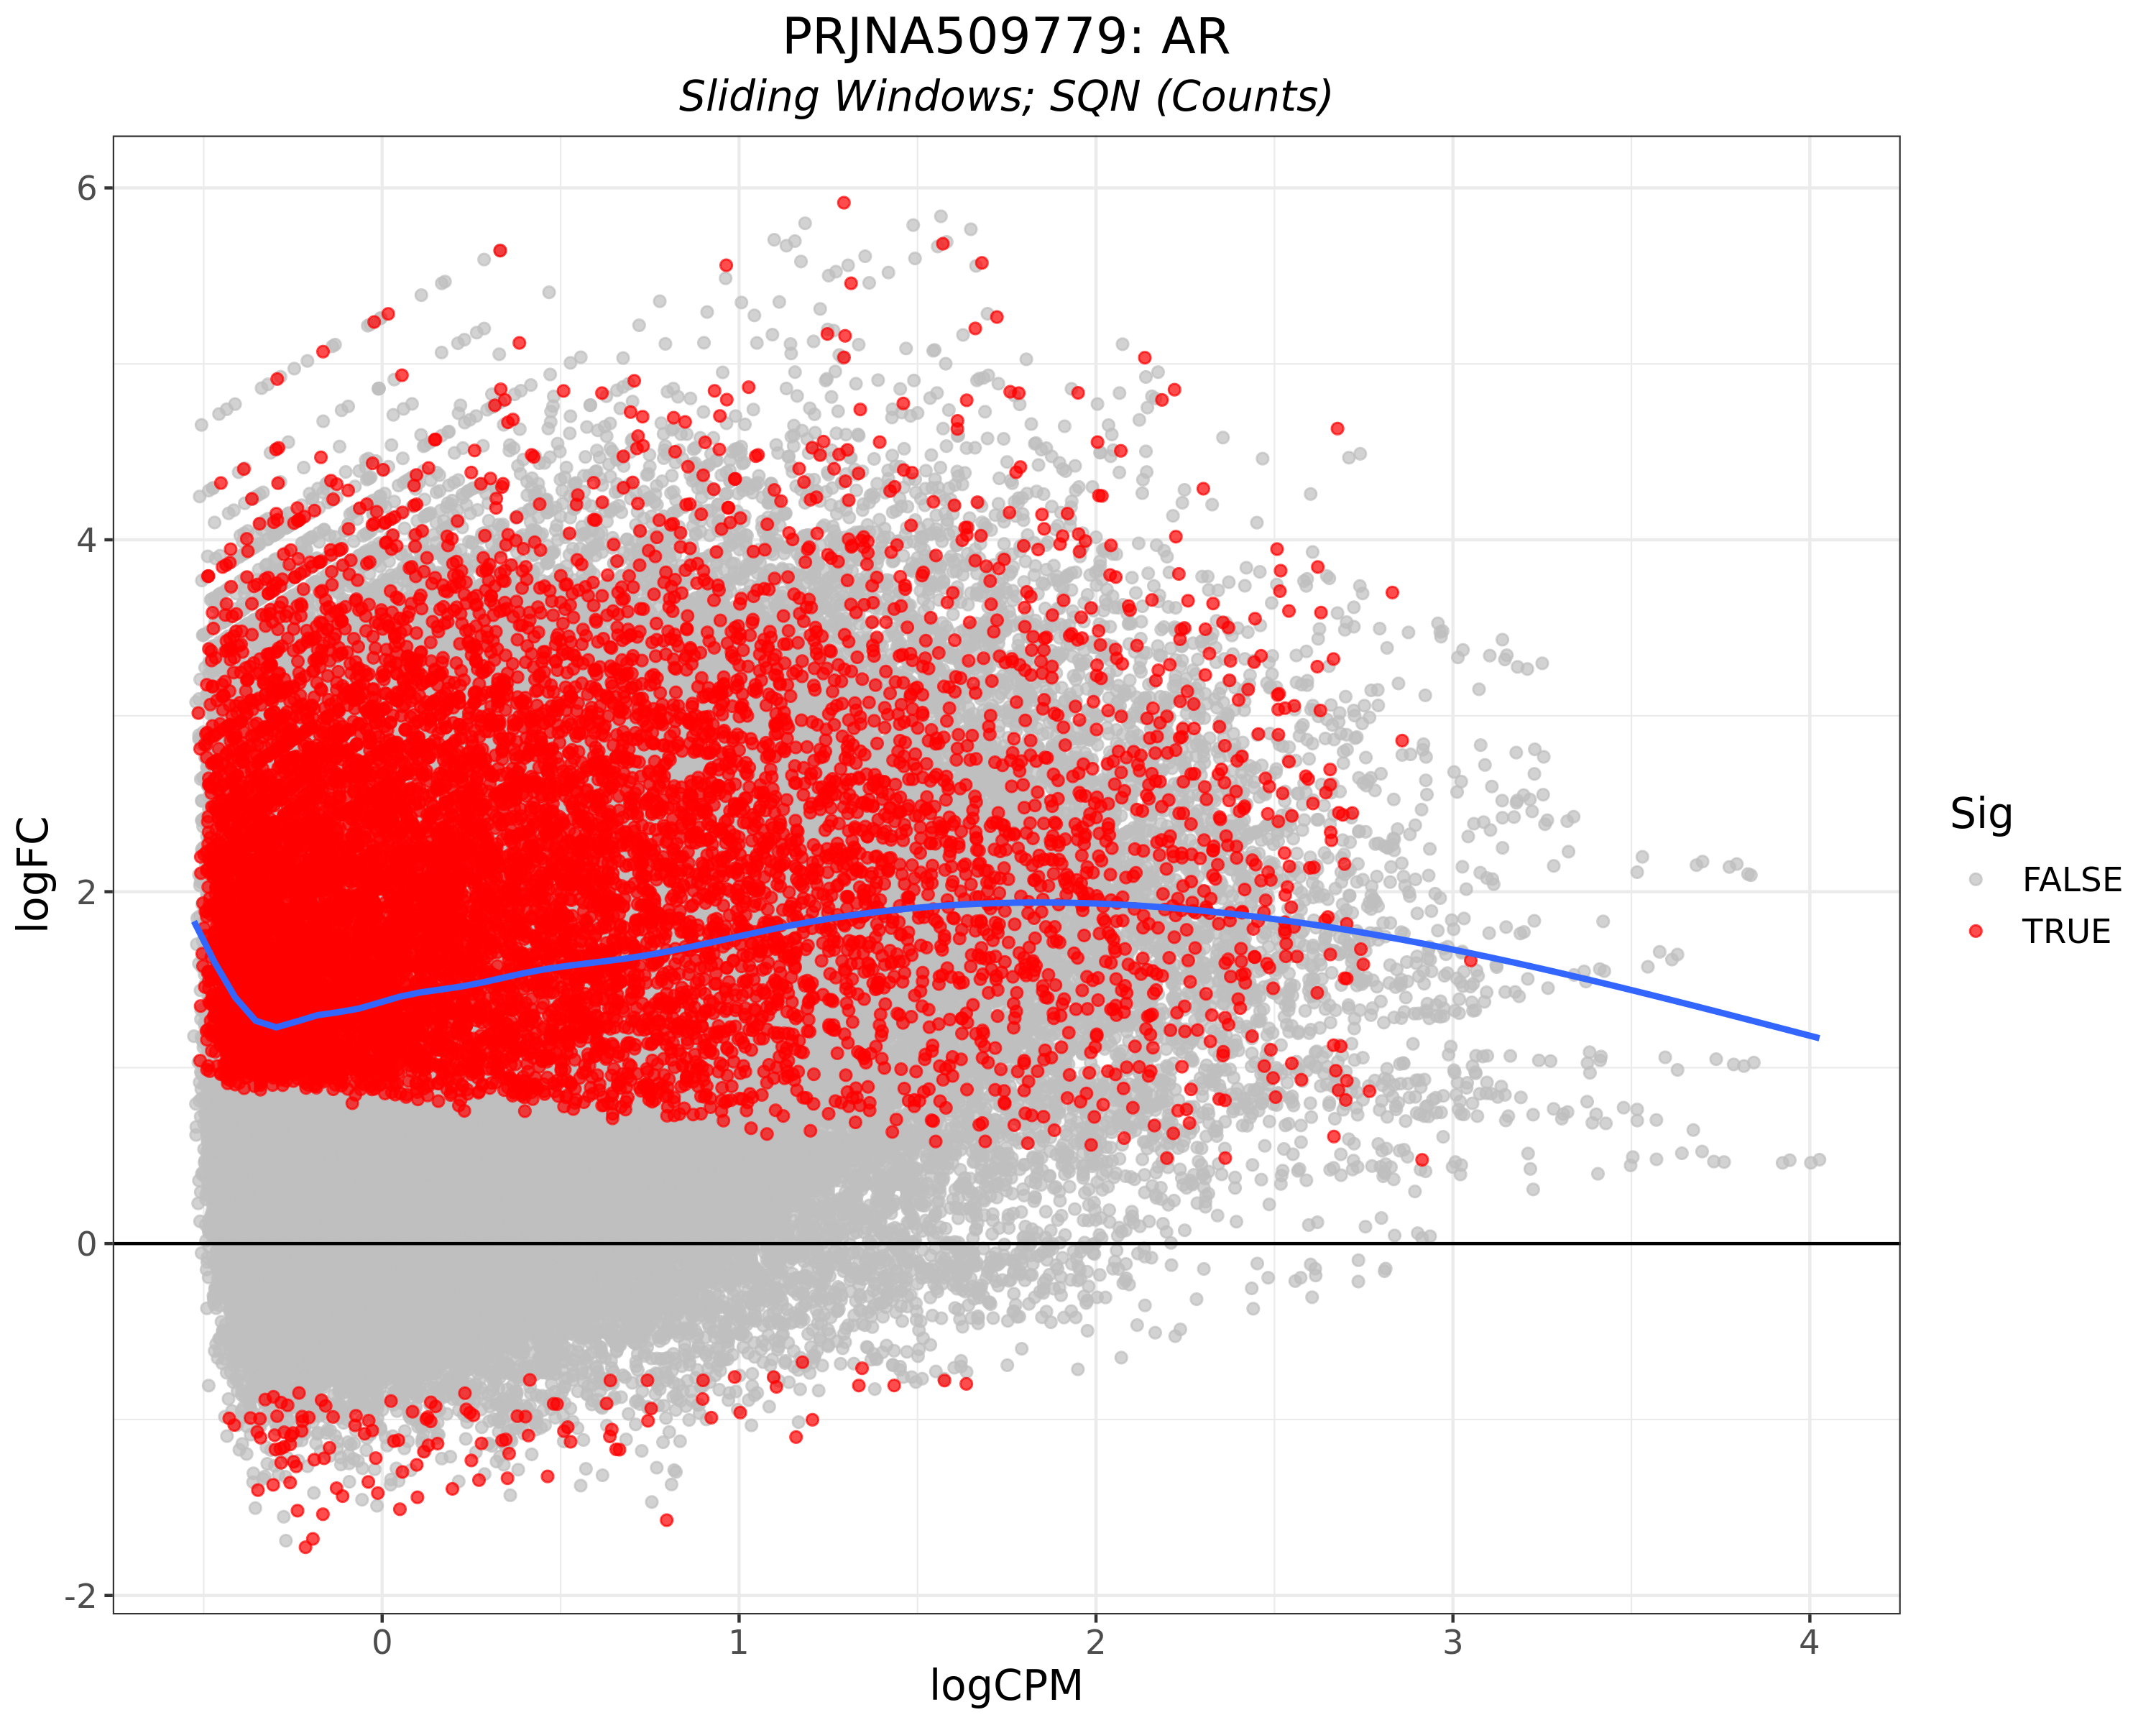 PRJNA509779: AR
Sliding Windows; SQN (Counts)
6
4
2
0
-2
logFC
0 1 2 3 4
logCPM
Sig
FALSE
TRUE